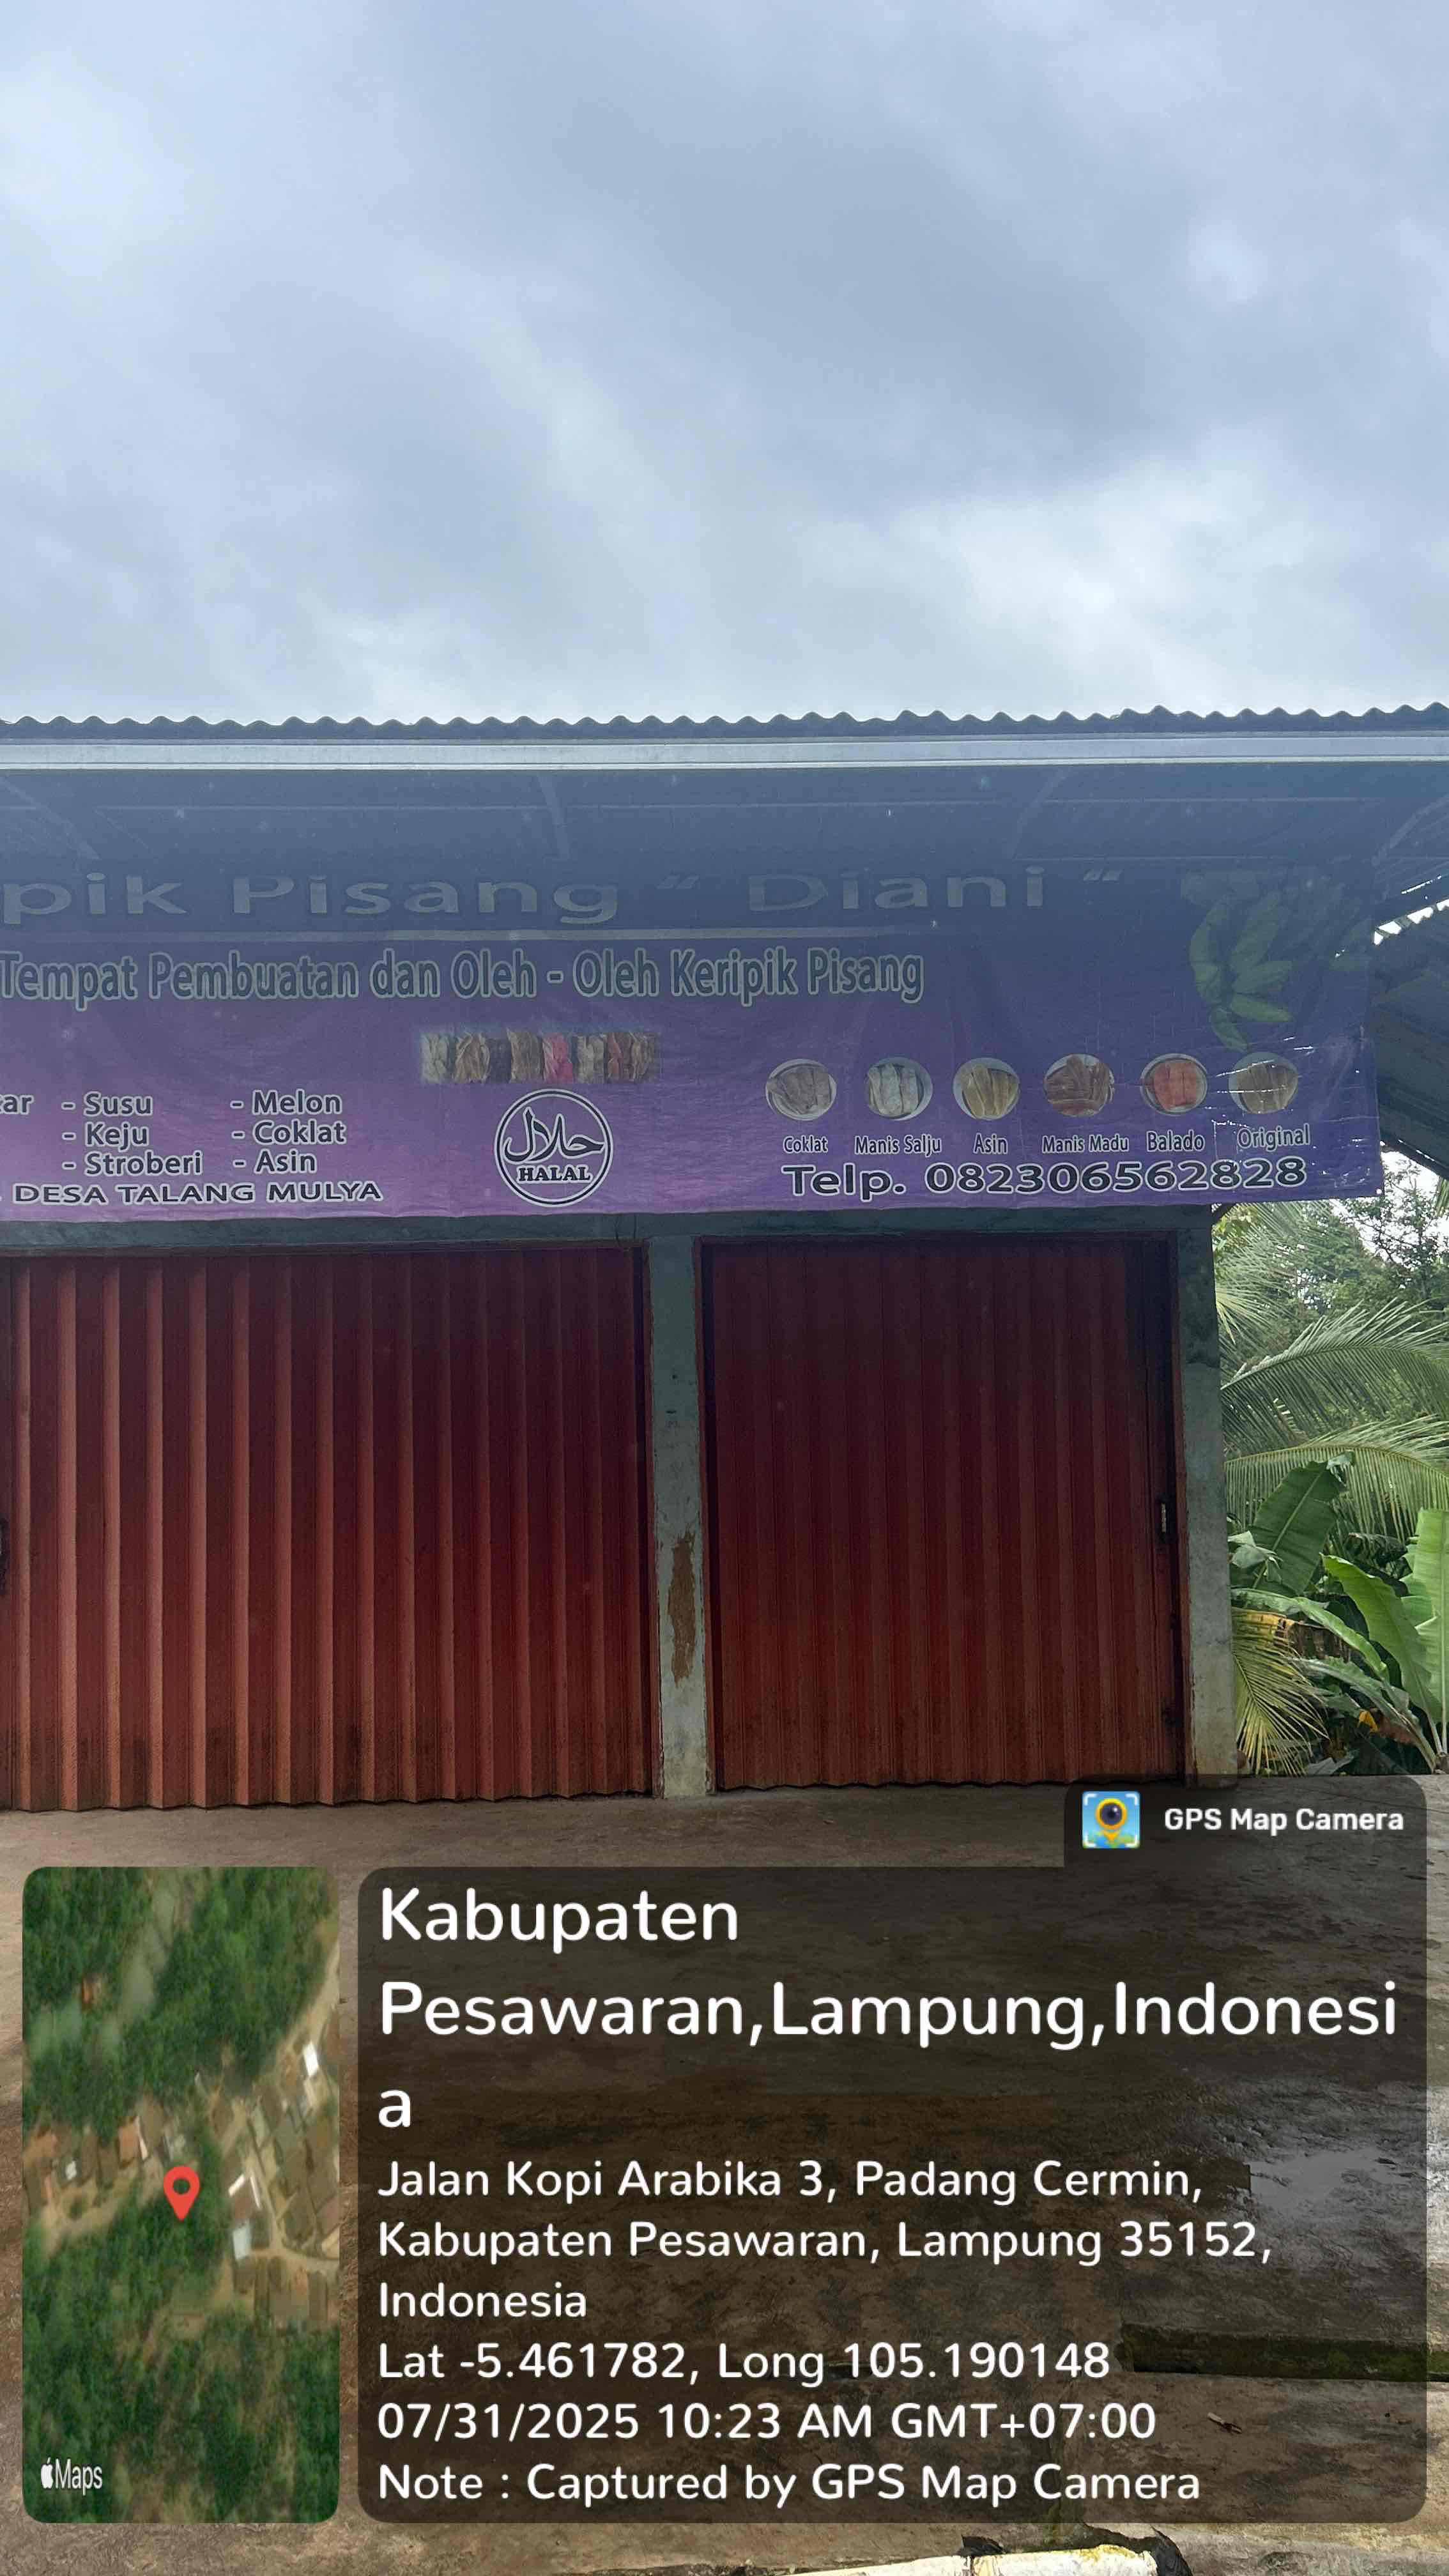 pik Pisang " Diani "
Tempat Pembuatan dan Oleh - Oleh Keripik Pisang
- Susu - Melon
- Keju - Coklat
- Stroberi - Asin
DESA TALANG MULYA
حلال
HALAL
Coklat Manis Salju Asin Manis Madu Balado Original
Telp. 082306562828
GPS Map Camera
Kabupaten
Pesawaran,Lampung,Indonesi
a
Jalan Kopi Arabika 3, Padang Cermin,
Kabupaten Pesawaran, Lampung 35152,
Indonesia
Lat -5.461782, Long 105.190148
07/31/2025 10:23 AM GMT+07:00
Note : Captured by GPS Map Camera
Maps